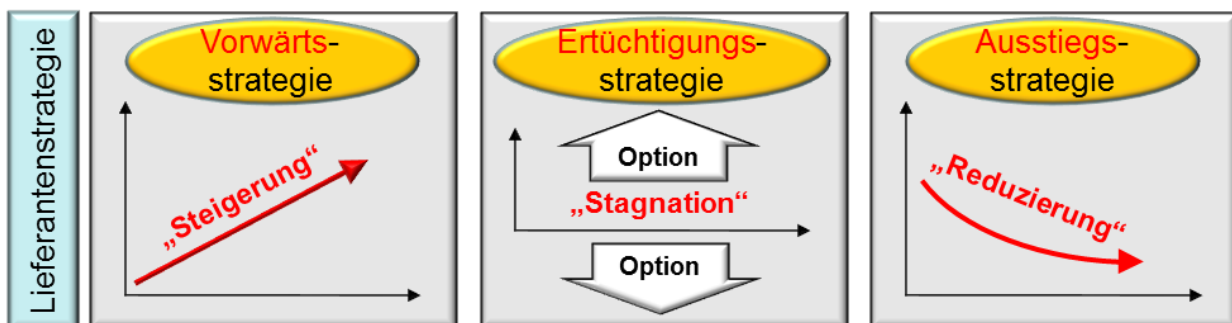 Lieferantenstrategie
Vorwärts-
strategie
„Steigerung“
Ertüchtigungs-
strategie
Option
„Stagnation“
Option
Ausstiegs-
strategie
„Reduzierung“